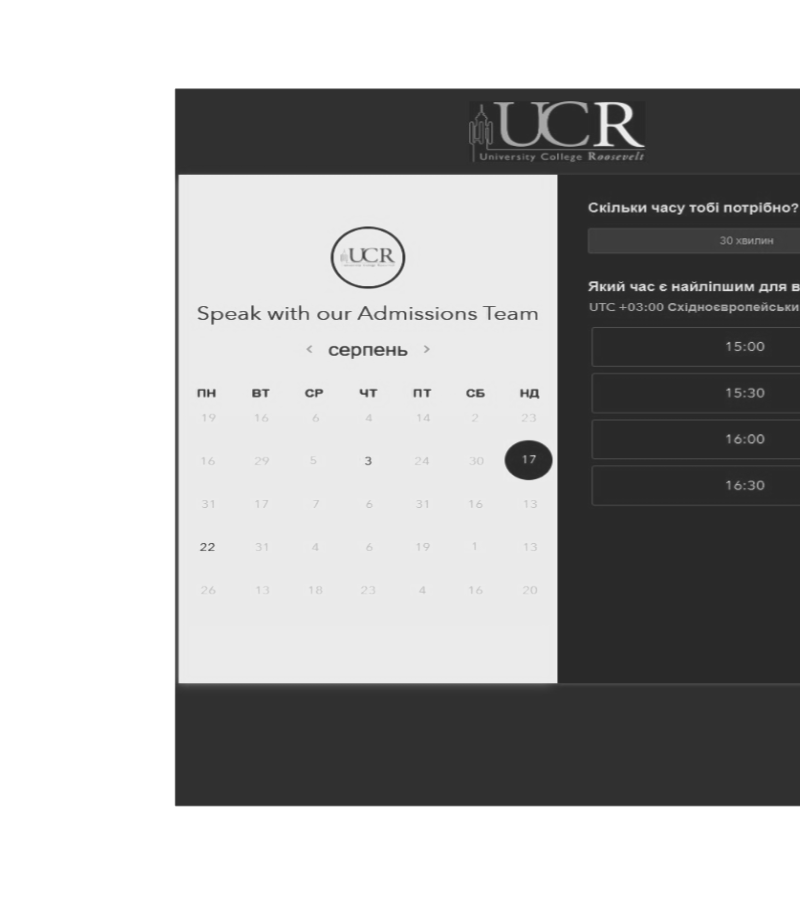 UCR
University College Roosevelt
UCR
Speak with our Admissions Team
‹ серпень ›
ПН ВТ СР ЧТ ПТ СБ НД
19 16 6 4 14 2 23
16 29 5 3 24 30 17
31 17 7 6 31 16 13
22 31 4 6 19 1 13
26 13 18 23 4 16 20
Скільки часу тобі потрібно?
30 хвилин
Який час є найліпшим для в
UTC +03:00 Східноєвропейськи
15:00
15:30
16:00
16:30